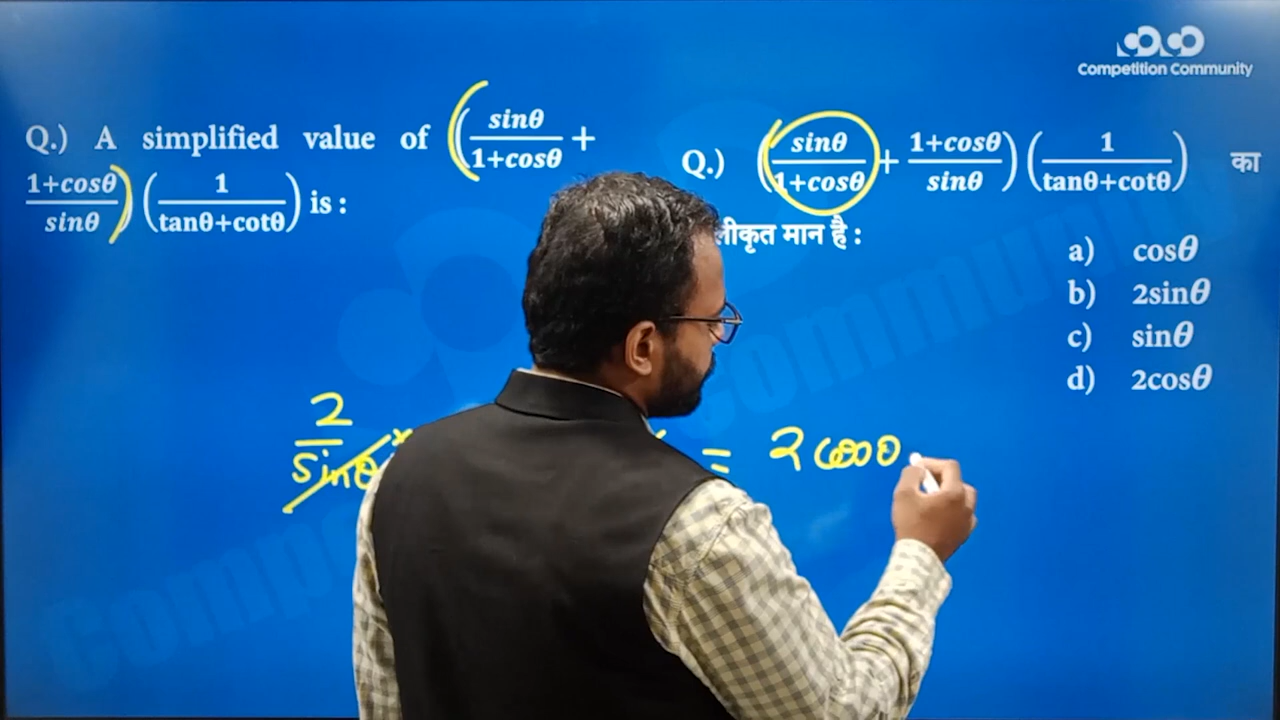 Competition Community
Q.) A simplified value of (sinθ/1+cosθ +
1+cosθ/sinθ) (1/tanθ+cotθ) is :
Q.) (sinθ/1+cosθ + 1+cosθ/sinθ) (1/tanθ+cotθ) का
मान है :
a) cosθ
b) 2sinθ
c) sinθ
d) 2cosθ
2/sinθ × = 2cosθ